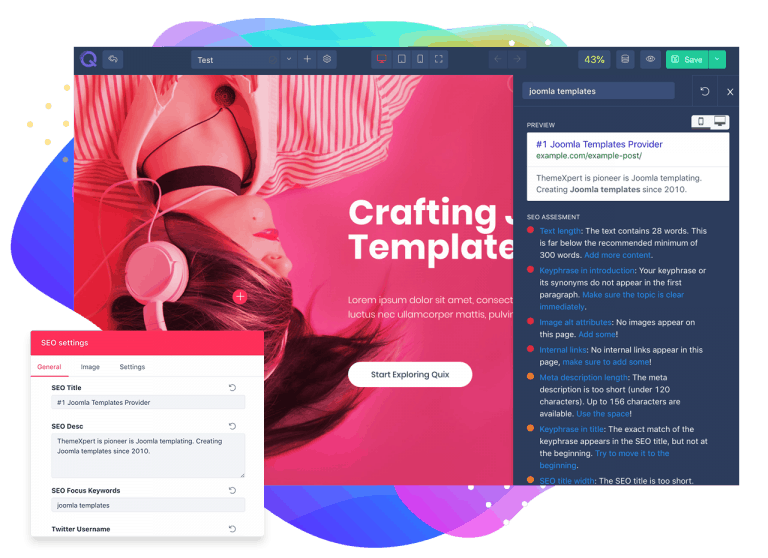 Test
43%
Save
joomla templates
PREVIEW
#1 Joomla Templates Provider
example.com/example-post/
ThemeXpert is pioneer is Joomla templating.
Creating Joomla templates since 2010.
SEO ASSESMENT
Text length: The text contains 28 words. This
is far below the recommended minimum of
300 words. Add more content.
Keyphrase in introduction: Your keyphrase or
its synonyms do not appear in the first
paragraph. Make sure the topic is clear
immediately.
Image alt attributes: No images appear on
this page. Add some!
Internal links: No internal links appear in this
page, make sure to add some!
Meta description length: The meta
description is too short (under 120
characters). Up to 156 characters are
available. Use the space!
Keyphrase in title: The exact match of the
keyphrase appears in the SEO title, but not at
the beginning. Try to move it to the
beginning.
SEO title width: The SEO title is too short.
Crafting J
Template
Lorem ipsum dolor sit amet, consect
luctus nec ullamcorper mattis, pulvin
Start Exploring Quix
SEO settings
General Image Settings
SEO Title
#1 Joomla Templates Provider
SEO Desc
ThemeXpert is pioneer is Joomla templating. Creating
Joomla templates since 2010.
SEO Focus Keywords
joomla templates
Twitter Username